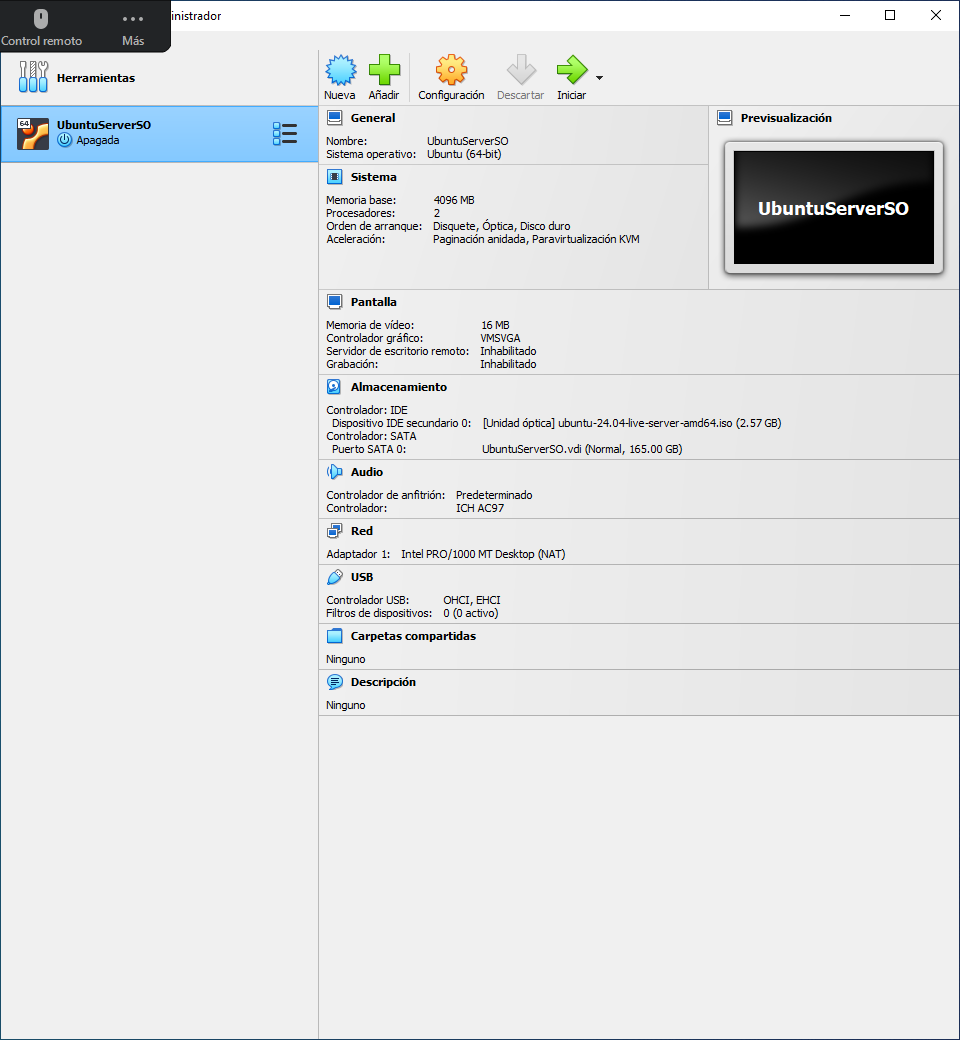 inistrador
Control remoto
Más
Herramientas
64
UbuntuServerSO
Apagada
Nueva
Añadir
Configuración
Descartar
Iniciar
General
Nombre: UbuntuServerSO
Sistema operativo: Ubuntu (64-bit)
Previsualización
UbuntuServerSO
Sistema
Memoria base: 4096 MB
Procesadores: 2
Orden de arranque: Disquete, Óptica, Disco duro
Aceleración: Paginación anidada, Paravirtualización KVM
Pantalla
Memoria de vídeo: 16 MB
Controlador gráfico: VMSVGA
Servidor de escritorio remoto: Inhabilitado
Grabación: Inhabilitado
Almacenamiento
Controlador: IDE
Dispositivo IDE secundario 0: [Unidad óptica] ubuntu-24.04-live-server-amd64.iso (2.57 GB)
Controlador: SATA
Puerto SATA 0: UbuntuServerSO.vdi (Normal, 165.00 GB)
Audio
Controlador de anfitrión: Predeterminado
Controlador: ICH AC97
Red
Adaptador 1: Intel PRO/1000 MT Desktop (NAT)
USB
Controlador USB: OHCI, EHCI
Filtros de dispositivos: 0 (0 activo)
Carpetas compartidas
Ninguno
Descripción
Ninguno